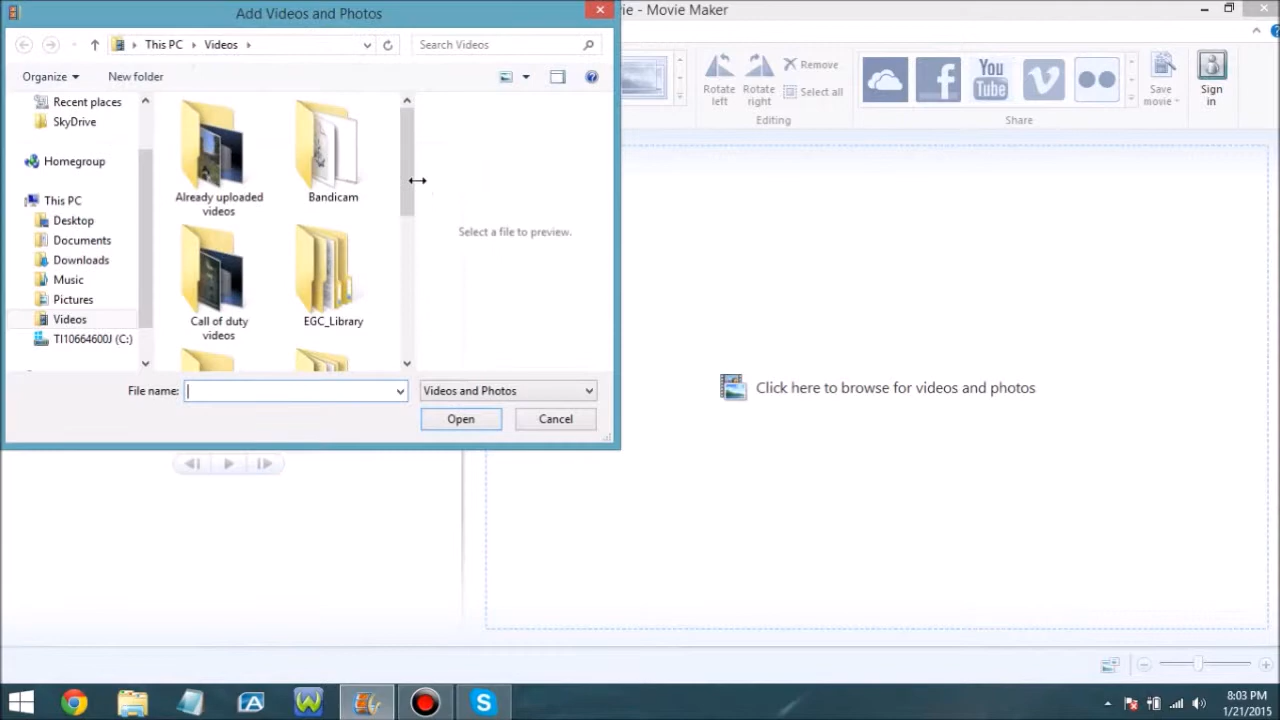 Add Videos and Photos
ie - Movie Maker
This PC
Videos
Search Videos
Organize
New folder
Recent places
SkyDrive
Homegroup
This PC
Desktop
Documents
Downloads
Music
Pictures
Videos
TI10664600J (C:)
Already uploaded
videos
Bandicam
Call of duty
videos
EGC_Library
Select a file to preview.
File name:
Videos and Photos
Open
Cancel
Rotate
left
Rotate
right
Remove
Select all
Editing
You
Tube
Share
Save
movie
Sign
in
Click here to browse for videos and photos
8:03 PM
1/21/2015